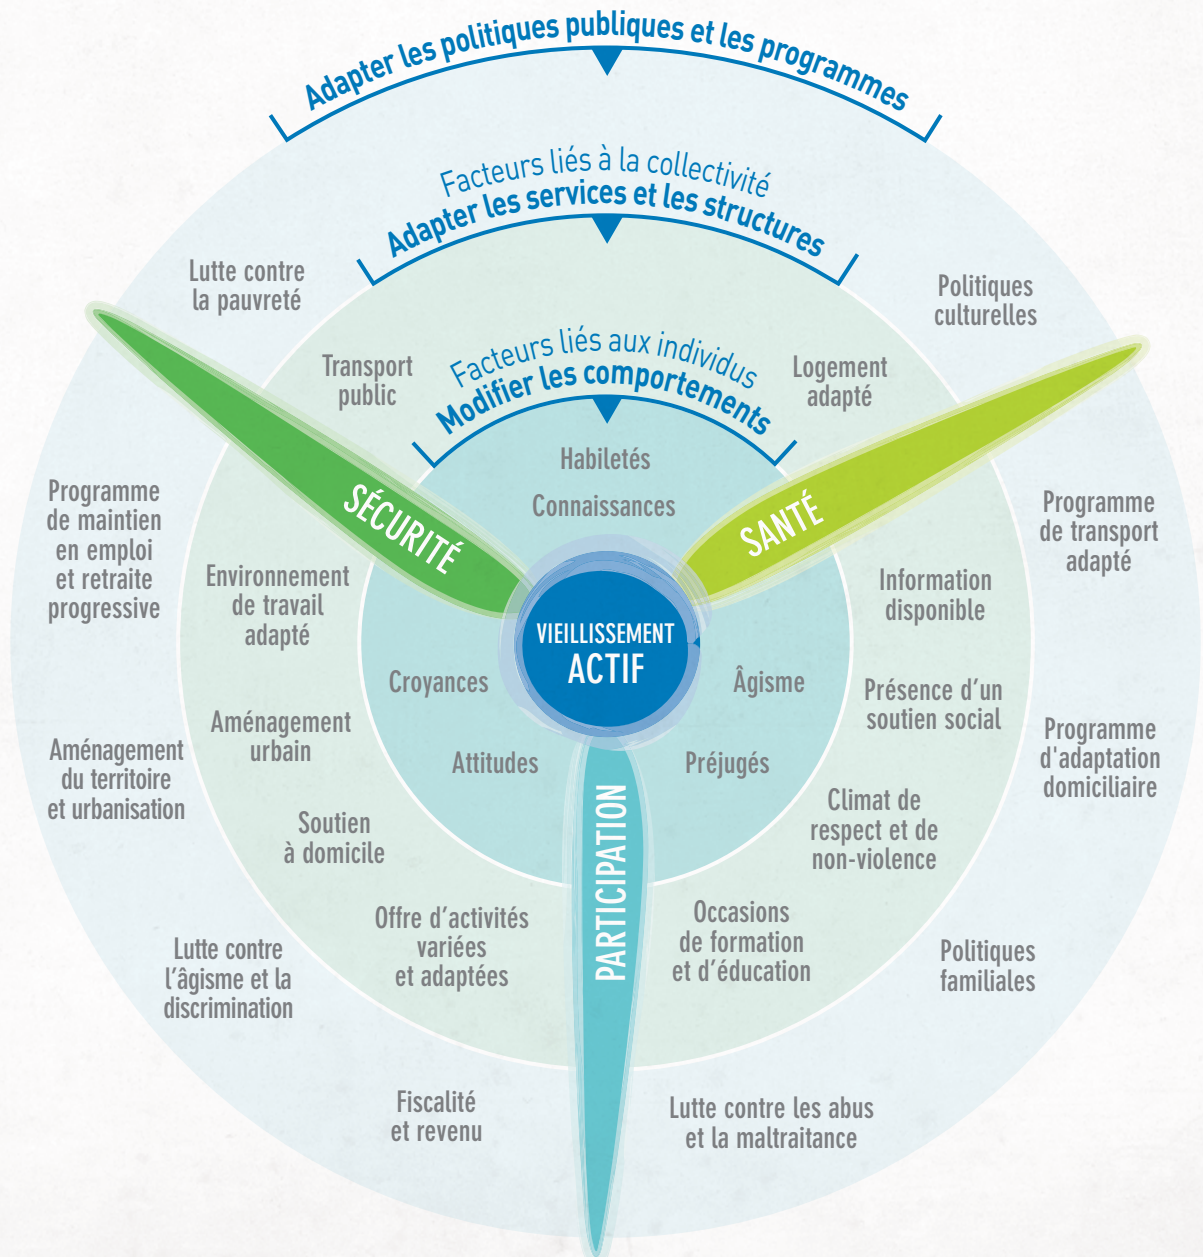 Adapter les politiques publiques et les programmes
Facteurs liés à la collectivité
Adapter les services et les structures
Lutte contre
la pauvreté
Politiques
culturelles
Transport
public
Facteurs liés aux individus
Modifier les comportements
Logement
adapté
Habiletés
Connaissances
SÉCURITÉ
SANTÉ
Programme
de maintien
en emploi
et retraite
progressive
Programme
de transport
adapté
Environnement
de travail
adapté
Information
disponible
VIEILLISSEMENT
ACTIF
Croyances
Âgisme
Présence d’un
soutien social
Aménagement
urbain
Aménagement
du territoire
et urbanisation
Programme
d'adaptation
domiciliaire
Attitudes
Préjugés
Soutien
à domicile
Climat de
respect et de
non-violence
PARTICIPATION
Offre d’activités
variées
et adaptées
Occasions
de formation
et d’éducation
Lutte contre
l’âgisme et la
discrimination
Politiques
familiales
Fiscalité
et revenu
Lutte contre les abus
et la maltraitance